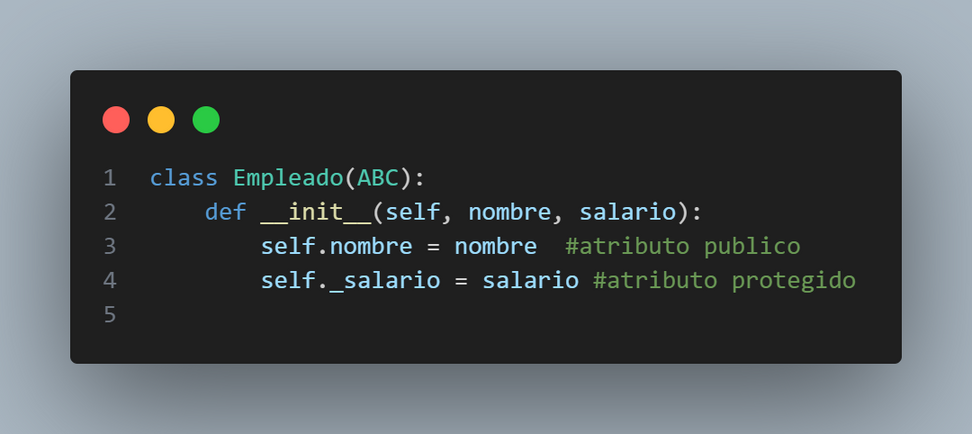 1 class Empleado(ABC):
2     def __init__(self, nombre, salario):
3         self.nombre = nombre  #atributo publico
4         self._salario = salario #atributo protegido
5